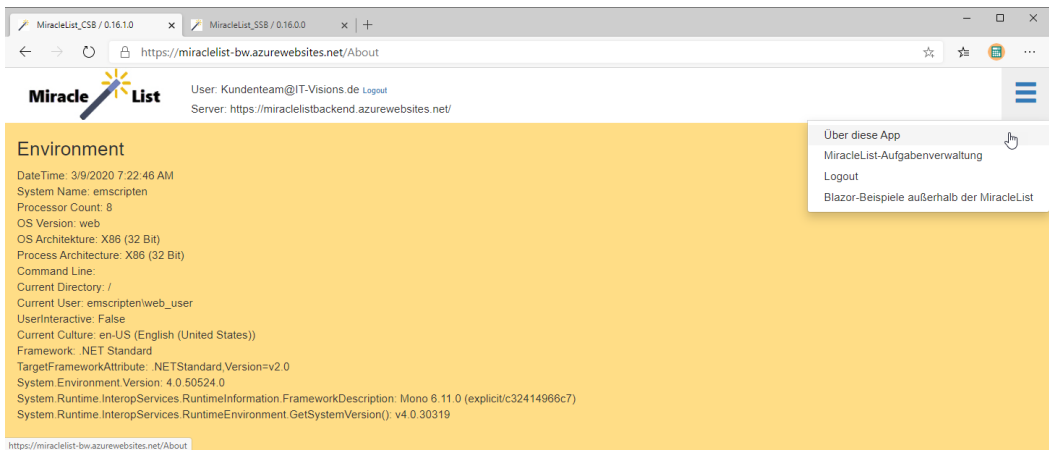 MiracleList_CSB / 0.16.1.0
MiracleList_SSB / 0.16.0.0
https://miraclelist-bw.azurewebsites.net/About
Miracle List
User: Kundenteam@IT-Visions.de Logout
Server: https://miraclelistbackend.azurewebsites.net/
Über diese App
MiracleList-Aufgabenverwaltung
Logout
Blazor-Beispiele außerhalb der MiracleList
Environment
DateTime: 3/9/2020 7:22:46 AM
System Name: emscripten
Processor Count: 8
OS Version: web
OS Architekture: X86 (32 Bit)
Process Architecture: X86 (32 Bit)
Command Line:
Current Directory: /
Current User: emscripten\web_user
UserInteractive: False
Current Culture: en-US (English (United States))
Framework: .NET Standard
TargetFrameworkAttribute: .NETStandard,Version=v2.0
System.Environment.Version: 4.0.50524.0
System.Runtime.InteropServices.RuntimeInformation.FrameworkDescription: Mono 6.11.0 (explicit/c32414966c7)
System.Runtime.InteropServices.RuntimeEnvironment.GetSystemVersion(): v4.0.30319
https://miraclelist-bw.azurewebsites.net/About